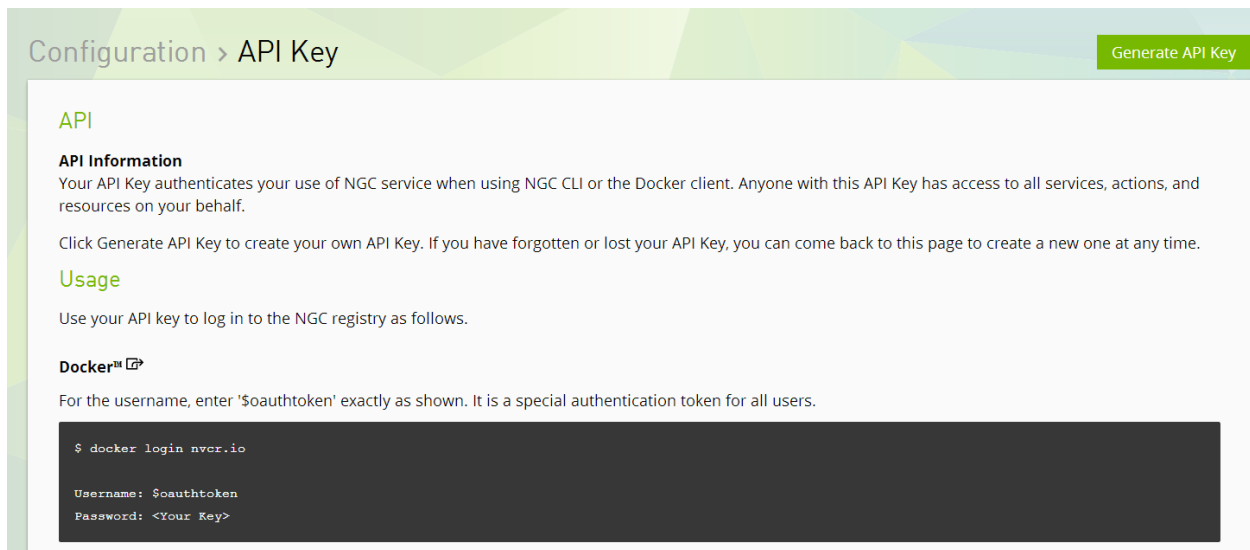 Configuration > API Key
Generate API Key
API
API Information
Your API Key authenticates your use of NGC service when using NGC CLI or the Docker client. Anyone with this API Key has access to all services, actions, and
resources on your behalf.
Click Generate API Key to create your own API Key. If you have forgotten or lost your API Key, you can come back to this page to create a new one at any time.
Usage
Use your API key to log in to the NGC registry as follows.
Docker™
For the username, enter '$oauthtoken' exactly as shown. It is a special authentication token for all users.
$ docker login nvcr.io
Username: $oauthtoken
Password: <Your Key>